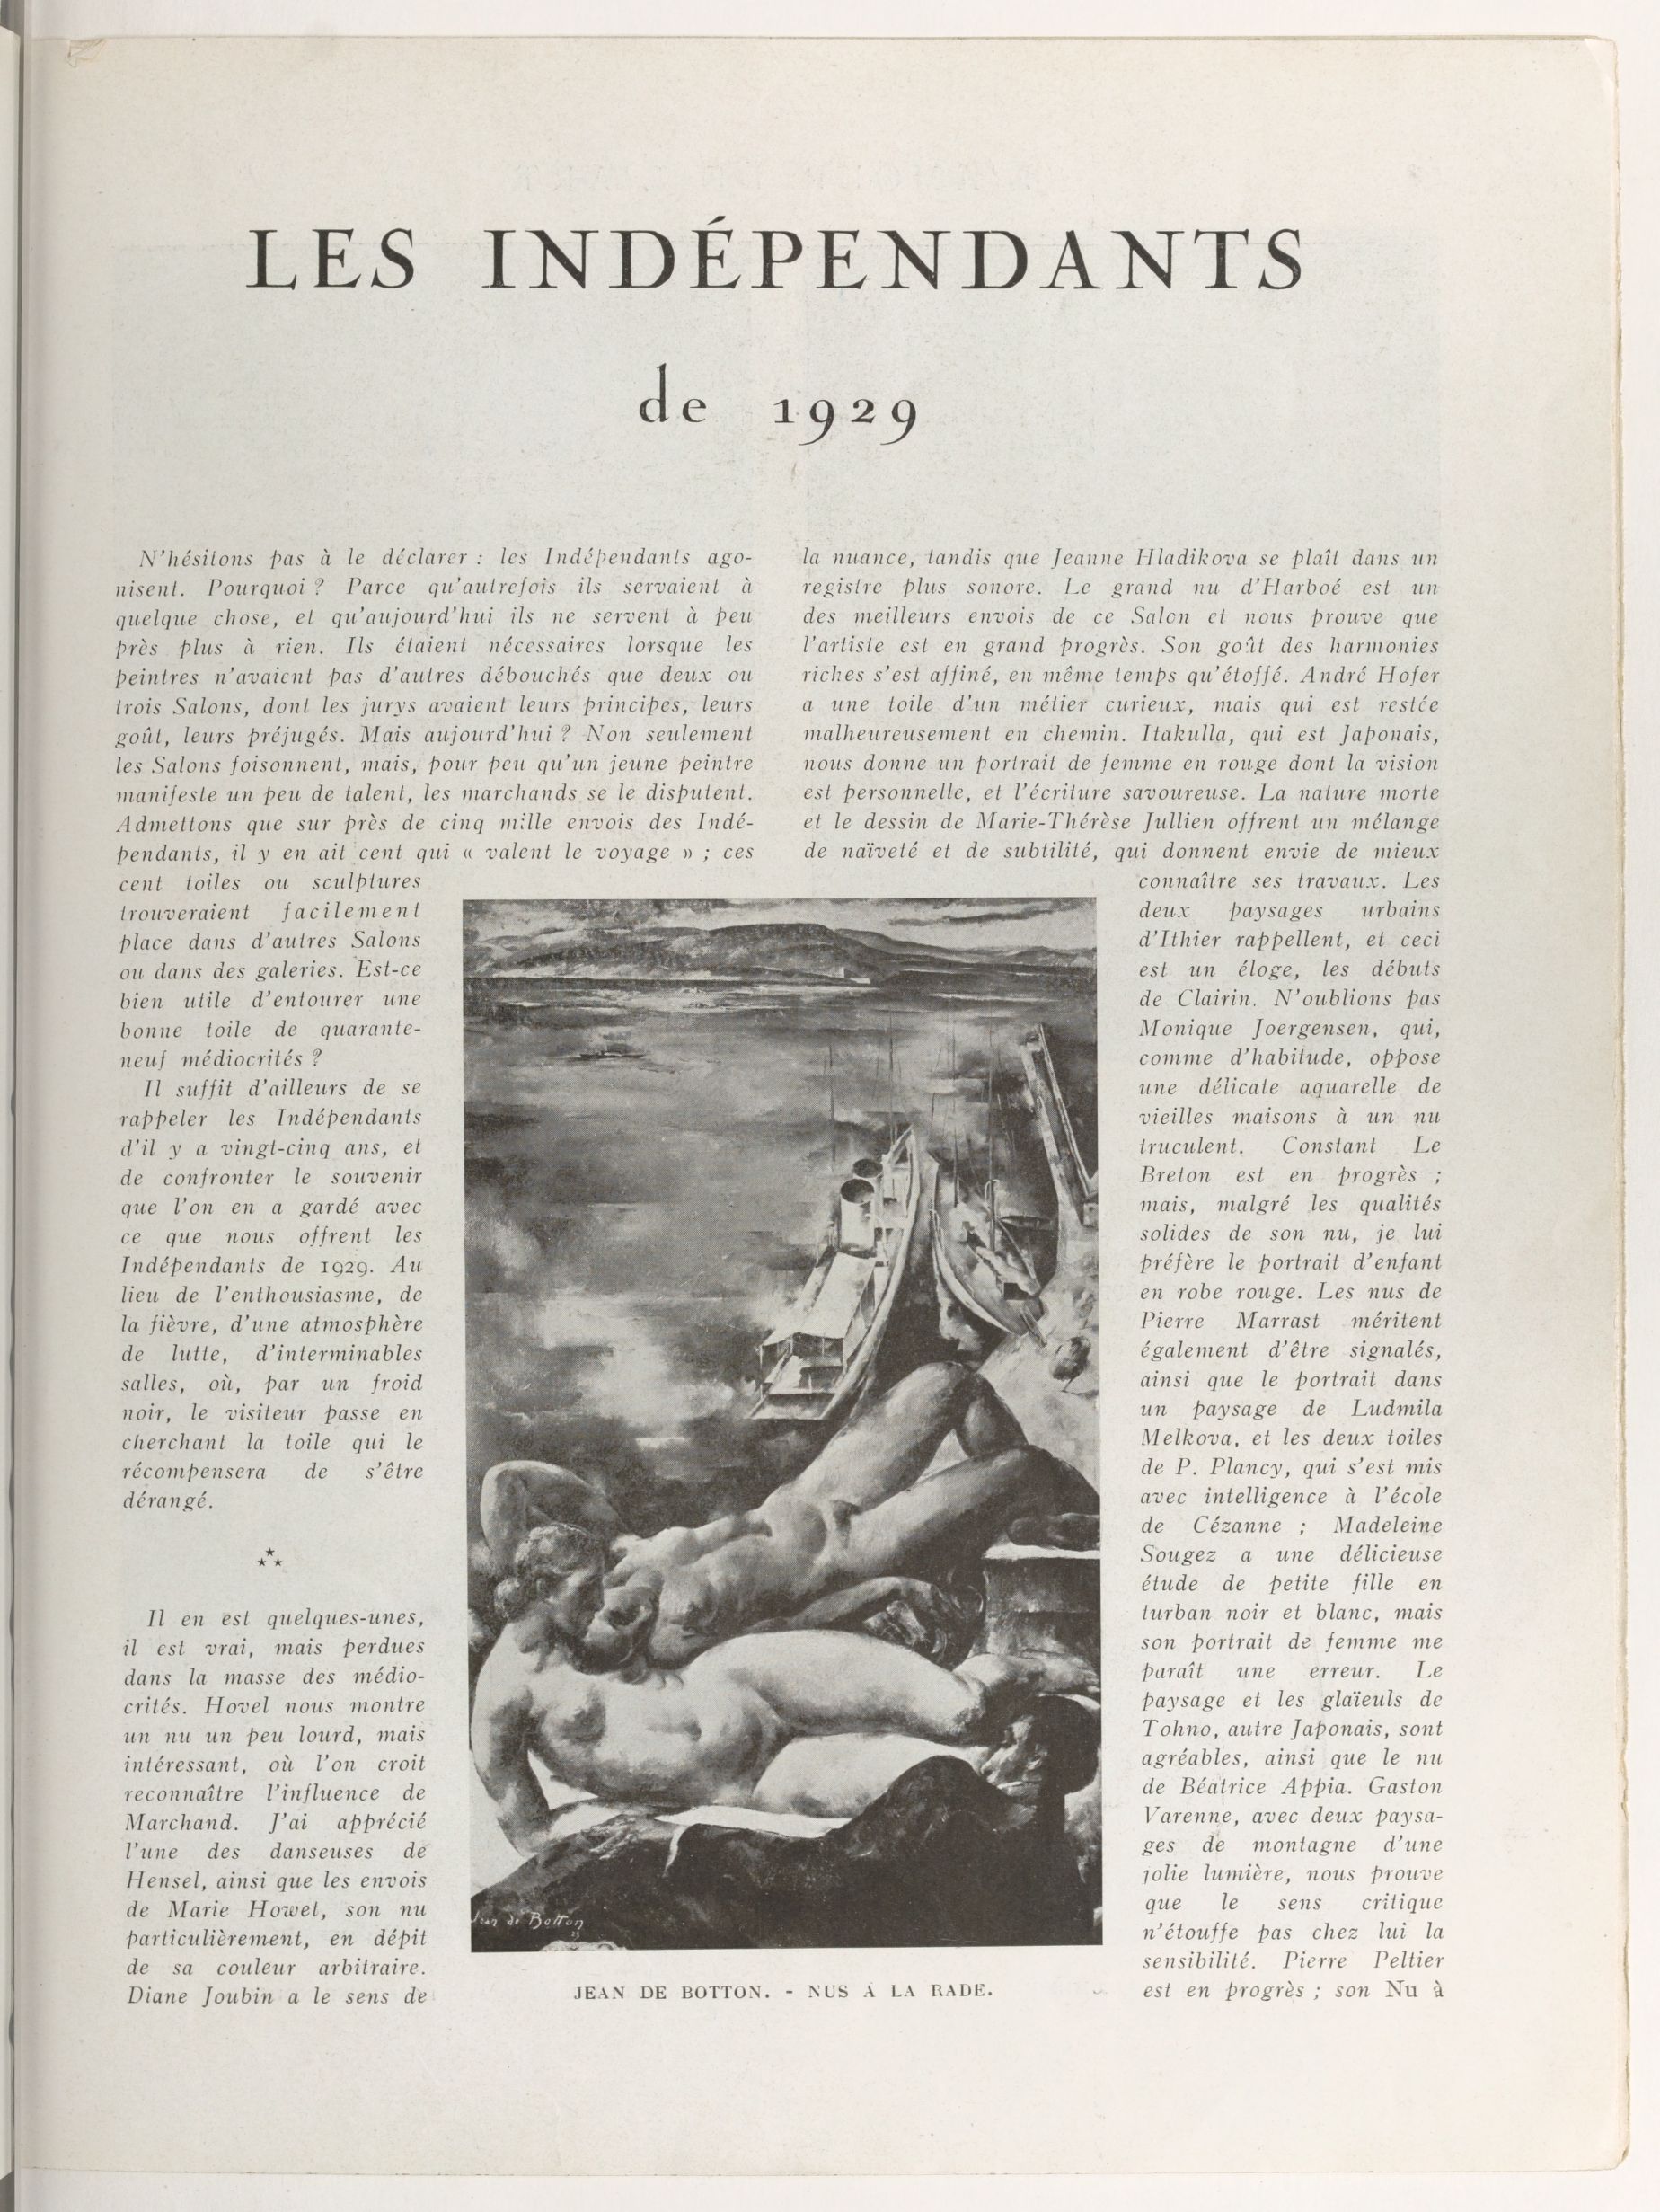 LES INDÉPENDANTS
de 1929
N'hésitons pas à le déclarer : les Indépendants ago-
nisent. Pourquoi ? Parce qu'autrefois ils servaient à
quelque chose, et qu'aujourd'hui ils ne servent à peu
près plus à rien. Ils étaient nécessaires lorsque les
peintres n'avaient pas d'autres débouchés que deux ou
trois Salons, dont les jurys avaient leurs principes, leurs
goût, leurs préjugés. Mais aujourd'hui ? Non seulement
les Salons foisonnent, mais, pour peu qu'un jeune peintre
manifeste un peu de talent, les marchands se le disputent.
Admettons que sur près de cinq mille envois des Indé-
pendants, il y en ait cent qui « valent le voyage » ; ces
cent toiles ou sculptures
trouveraient facilement
place dans d'autres Salons
ou dans des galeries. Est-ce
bien utile d'entourer une
bonne toile de quarante-
neuf médiocrités ?
Il suffit d'ailleurs de se
rappeler les Indépendants
d'il y a vingt-cinq ans, et
de confronter le souvenir
que l'on en a gardé avec
ce que nous offrent les
Indépendants de 1929. Au
lieu de l'enthousiasme, de
la fièvre, d'une atmosphère
de lutte, d'interminables
salles, où, par un froid
noir, le visiteur passe en
cherchant la toile qui le
récompensera de s'être
dérangé.
Il en est quelques-unes,
il est vrai, mais perdues
dans la masse des médio-
crités. Hovel nous montre
un nu un peu lourd, mais
intéressant, où l'on croit
reconnaître l'influence de
Marchand. J'ai apprécié
l'une des danseuses de
Hensel, ainsi que les envois
de Marie Howet, son nu
particulièrement, en dépit
de sa couleur arbitraire.
Diane Joubin a le sens de
la nuance, tandis que Jeanne Hladikova se plaît dans un
registre plus sonore. Le grand nu d'Harboé est un
des meilleurs envois de ce Salon et nous prouve que
l'artiste est en grand progrès. Son goût des harmonies
riches s'est affiné, en même temps qu'étoffé. André Hofer
a une toile d'un métier curieux, mais qui est restée
malheureusement en chemin. Itakulla, qui est Japonais,
nous donne un portrait de femme en rouge dont la vision
est personnelle, et l'écriture savoureuse. La nature morte
et le dessin de Marie-Thérèse Jullien offrent un mélange
de naïveté et de subtilité, qui donnent envie de mieux
connaître ses travaux. Les
deux paysages urbains
d'Ithier rappellent, et ceci
est un éloge, les débuts
de Clairin. N'oublions pas
Monique Joergensen, qui,
comme d'habitude, oppose
une délicate aquarelle de
vieilles maisons à un nu
truculent. Constant Le
Breton est en progrès ;
mais, malgré les qualités
solides de son nu, je lui
préfère le portrait d'enfant
en robe rouge. Les nus de
Pierre Marrast méritent
également d'être signalés,
ainsi que le portrait dans
un paysage de Ludmila
Melkova, et les deux toiles
de P. Plancy, qui s'est mis
avec intelligence à l'école
de Cézanne ; Madeleine
Sougez a une délicieuse
étude de petite fille en
turban noir et blanc, mais
son portrait de femme me
paraît une erreur. Le
paysage et les glaïeuls de
Tohno, autre Japonais, sont
agréables, ainsi que le nu
de Béatrice Appia. Gaston
Varenne, avec deux paysa-
ges de montagne d'une
jolie lumière, nous prouve
que le sens critique
n'étouffe pas chez lui la
sensibilité. Pierre Peltier
est en progrès ; son Nu à
Jean de Botton
JEAN DE BOTTON. - NUS A LA RADE.